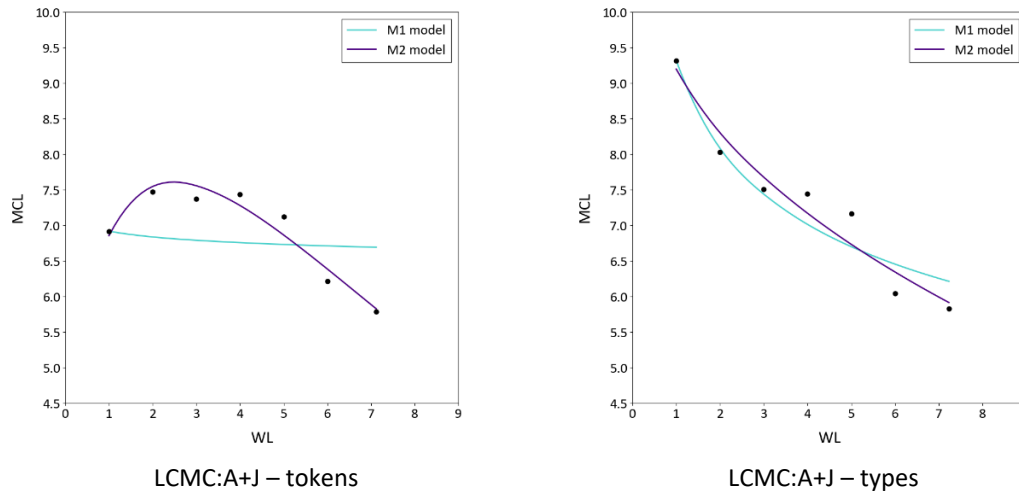 10.0
9.5
9.0
8.5
8.0
7.5
7.0
6.5
6.0
5.5
5.0
4.5
MCL
0 1 2 3 4 5 6 7 8 9
WL
M1 model
M2 model
LCMC:A+J – tokens
10.0
9.5
9.0
8.5
8.0
7.5
7.0
6.5
6.0
5.5
5.0
4.5
MCL
0 1 2 3 4 5 6 7 8
WL
M1 model
M2 model
LCMC:A+J – types